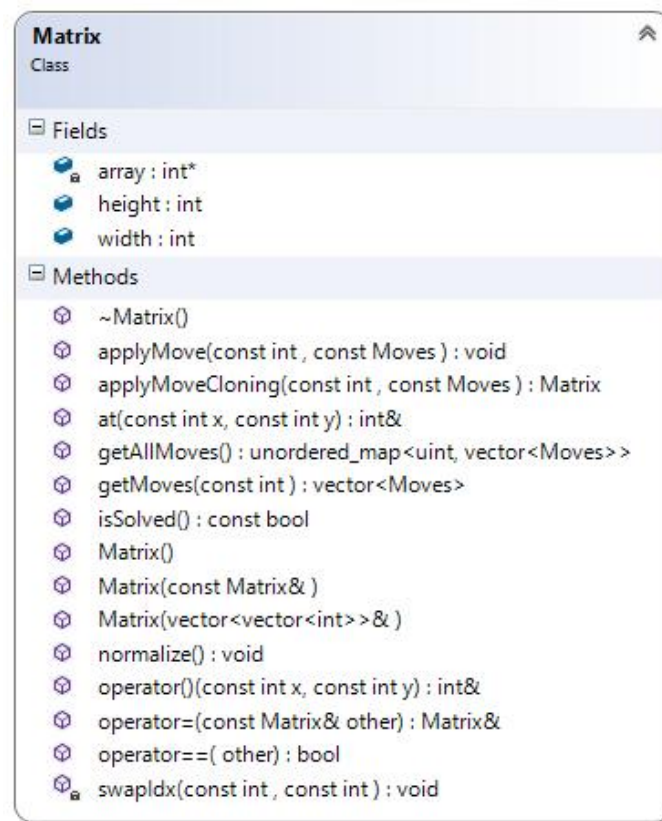 Matrix
Class
Fields
array : int*
height : int
width : int
Methods
~Matrix()
applyMove(const int , const Moves ) : void
applyMoveCloning(const int , const Moves ) : Matrix
at(const int x, const int y) : int&
getAllMoves() : unordered_map<uint, vector<Moves>>
getMoves(const int ) : vector<Moves>
isSolved() : const bool
Matrix()
Matrix(const Matrix& )
Matrix(vector<vector<int>>& )
normalize() : void
operator()(const int x, const int y) : int&
operator=(const Matrix& other) : Matrix&
operator==( other) : bool
swapIdx(const int , const int ) : void